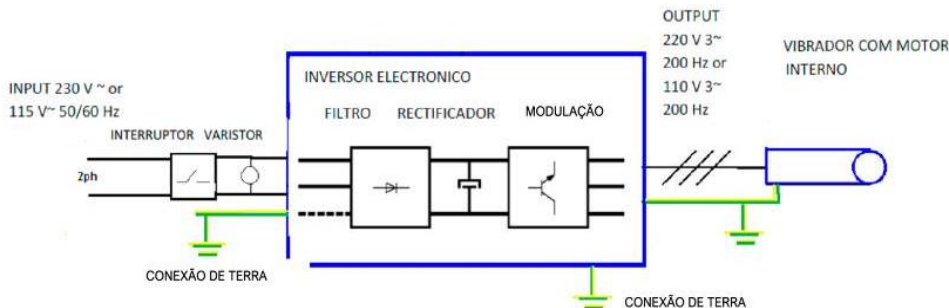 INPUT 230 V ~ or
115 V~ 50/60 Hz
INTERRUPTOR VARISTOR
2ph
CONEXÃO DE TERRA
INVERSOR ELECTRONICO
FILTRO RECTIFICADOR MODULAÇÃO
OUTPUT
220 V 3~
200 Hz or
110 V 3~
200 Hz
VIBRADOR COM MOTOR
INTERNO
CONEXÃO DE TERRA